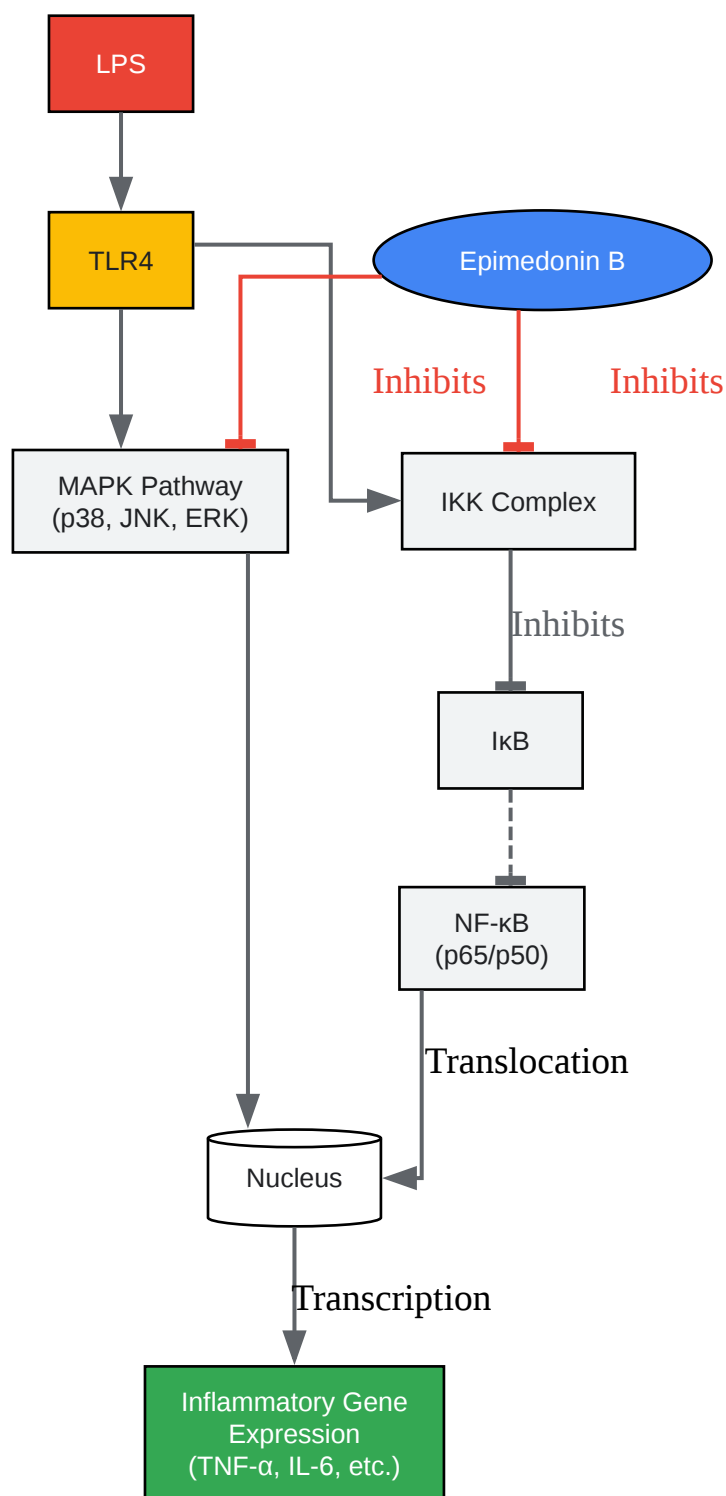 LPS
TLR4
Epimedonin B
Inhibits
Inhibits
MAPK Pathway
(p38, JNK, ERK)
IKK Complex
Inhibits
IκB
NF-κB
(p65/p50)
Translocation
Nucleus
Transcription
Inflammatory Gene
Expression
(TNF-α, IL-6, etc.)